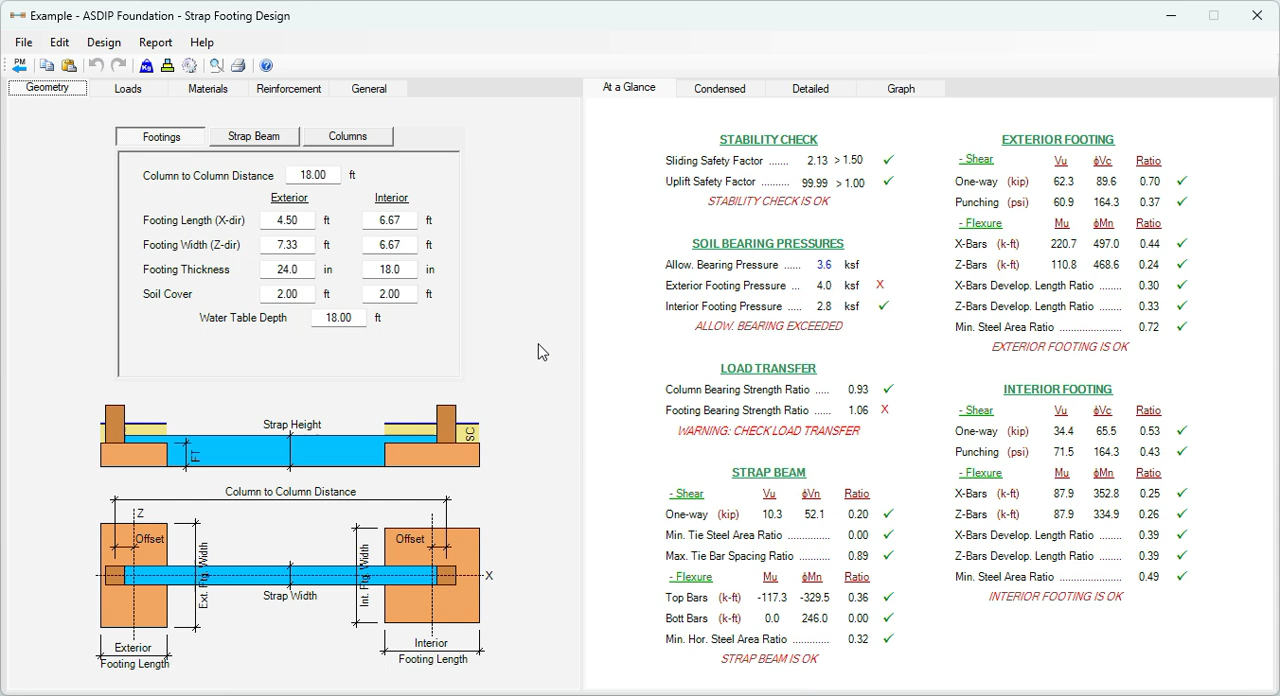 Example - ASDIP Foundation - Strap Footing Design
File Edit Design Report Help
PM
Kg
Geometry Loads Materials Reinforcement General
At a Glance Condensed Detailed Graph
Footings Strap Beam Columns
Column to Column Distance 18.00 ft
Exterior Interior
Footing Length (X-dir) 4.50 ft 6.67 ft
Footing Width (Z-dir) 7.33 ft 6.67 ft
Footing Thickness 24.0 in 18.0 in
Soil Cover 2.00 ft 2.00 ft
Water Table Depth 18.00 ft
Strap Height
SC
FT
Column to Column Distance
Z
Offset
Offset
Ext. Ftg. Width
Int. Ftg. Width
X
Strap Width
Exterior
Footing Length
Interior
Footing Length
STABILITY CHECK
Sliding Safety Factor ....... 2.13 > 1.50 ✓
Uplift Safety Factor .......... 99.99 > 1.00 ✓
STABILITY CHECK IS OK
SOIL BEARING PRESSURES
Allow. Bearing Pressure ...... 3.6 ksf
Exterior Footing Pressure ... 4.0 ksf X
Interior Footing Pressure ..... 2.8 ksf ✓
ALLOW. BEARING EXCEEDED
LOAD TRANSFER
Column Bearing Strength Ratio ..... 0.93 ✓
Footing Bearing Strength Ratio ...... 1.06 X
WARNING: CHECK LOAD TRANSFER
STRAP BEAM
- Shear Vu ϕVn Ratio
One-way (kip) 10.3 52.1 0.20 ✓
Min. Tie Steel Area Ratio ............. 0.00 ✓
Max. Tie Bar Spacing Ratio .......... 0.89 ✓
- Flexure Mu ϕMn Ratio
Top Bars (k-ft) -117.3 -329.5 0.36 ✓
Bott Bars (k-ft) 0.0 246.0 0.00 ✓
Min. Hor. Steel Area Ratio ............. 0.32 ✓
STRAP BEAM IS OK
EXTERIOR FOOTING
- Shear Vu ϕVc Ratio
One-way (kip) 62.3 89.6 0.70 ✓
Punching (psi) 60.9 164.3 0.37 ✓
- Flexure Mu ϕMn Ratio
X-Bars (k-ft) 220.7 497.0 0.44 ✓
Z-Bars (k-ft) 110.8 468.6 0.24 ✓
X-Bars Develop. Length Ratio ........ 0.30 ✓
Z-Bars Develop. Length Ratio ........ 0.33 ✓
Min. Steel Area Ratio ...................... 0.72 ✓
EXTERIOR FOOTING IS OK
INTERIOR FOOTING
- Shear Vu ϕVc Ratio
One-way (kip) 34.4 65.5 0.53 ✓
Punching (psi) 71.5 164.3 0.43 ✓
- Flexure Mu ϕMn Ratio
X-Bars (k-ft) 87.9 352.8 0.25 ✓
Z-Bars (k-ft) 87.9 334.9 0.26 ✓
X-Bars Develop. Length Ratio ........ 0.39 ✓
Z-Bars Develop. Length Ratio ........ 0.39 ✓
Min. Steel Area Ratio ...................... 0.49 ✓
INTERIOR FOOTING IS OK